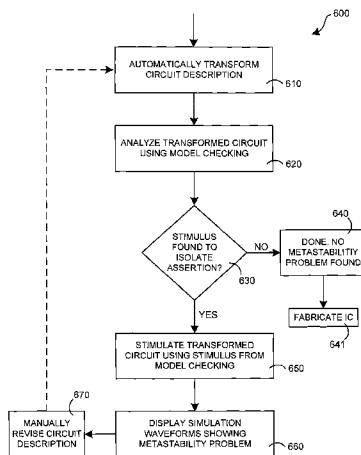 600
AUTOMATICALLY TRANSFORM
CIRCUIT DESCRIPTION
610
ANALYZE TRANSFORMED CIRCUIT
USING MODEL CHECKING
620
STIMULUS
FOUND TO
ISOLATE
ASSERTION?
630
NO
640
DONE. NO
METASTABILITIY
PROBLEM FOUND
FABRICATE IC
641
YES
STIMULATE TRANSFORMED
CIRCUIT USING STIMULUS FROM
MODEL CHECKING
650
670
MANUALLY
REVISE CIRCUIT
DESCRIPTION
DISPLAY SIMULATION
WAVEFORMS SHOWING
METASTABILITY PROBLEM
660